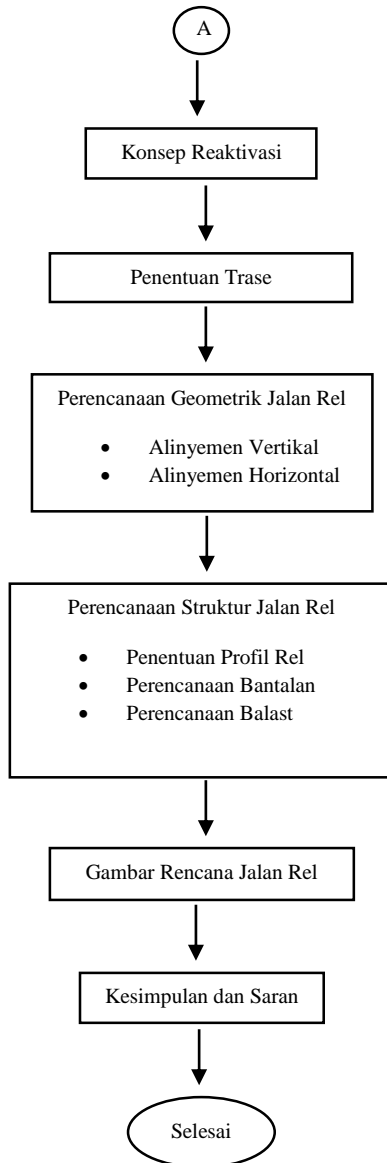 A
Konsep Reaktivasi
Penentuan Trase
Perencanaan Geometrik Jalan Rel
• Alinyemen Vertikal
• Alinyemen Horizontal
Perencanaan Struktur Jalan Rel
• Penentuan Profil Rel
• Perencanaan Bantalan
• Perencanaan Balast
Gambar Rencana Jalan Rel
Kesimpulan dan Saran
Selesai